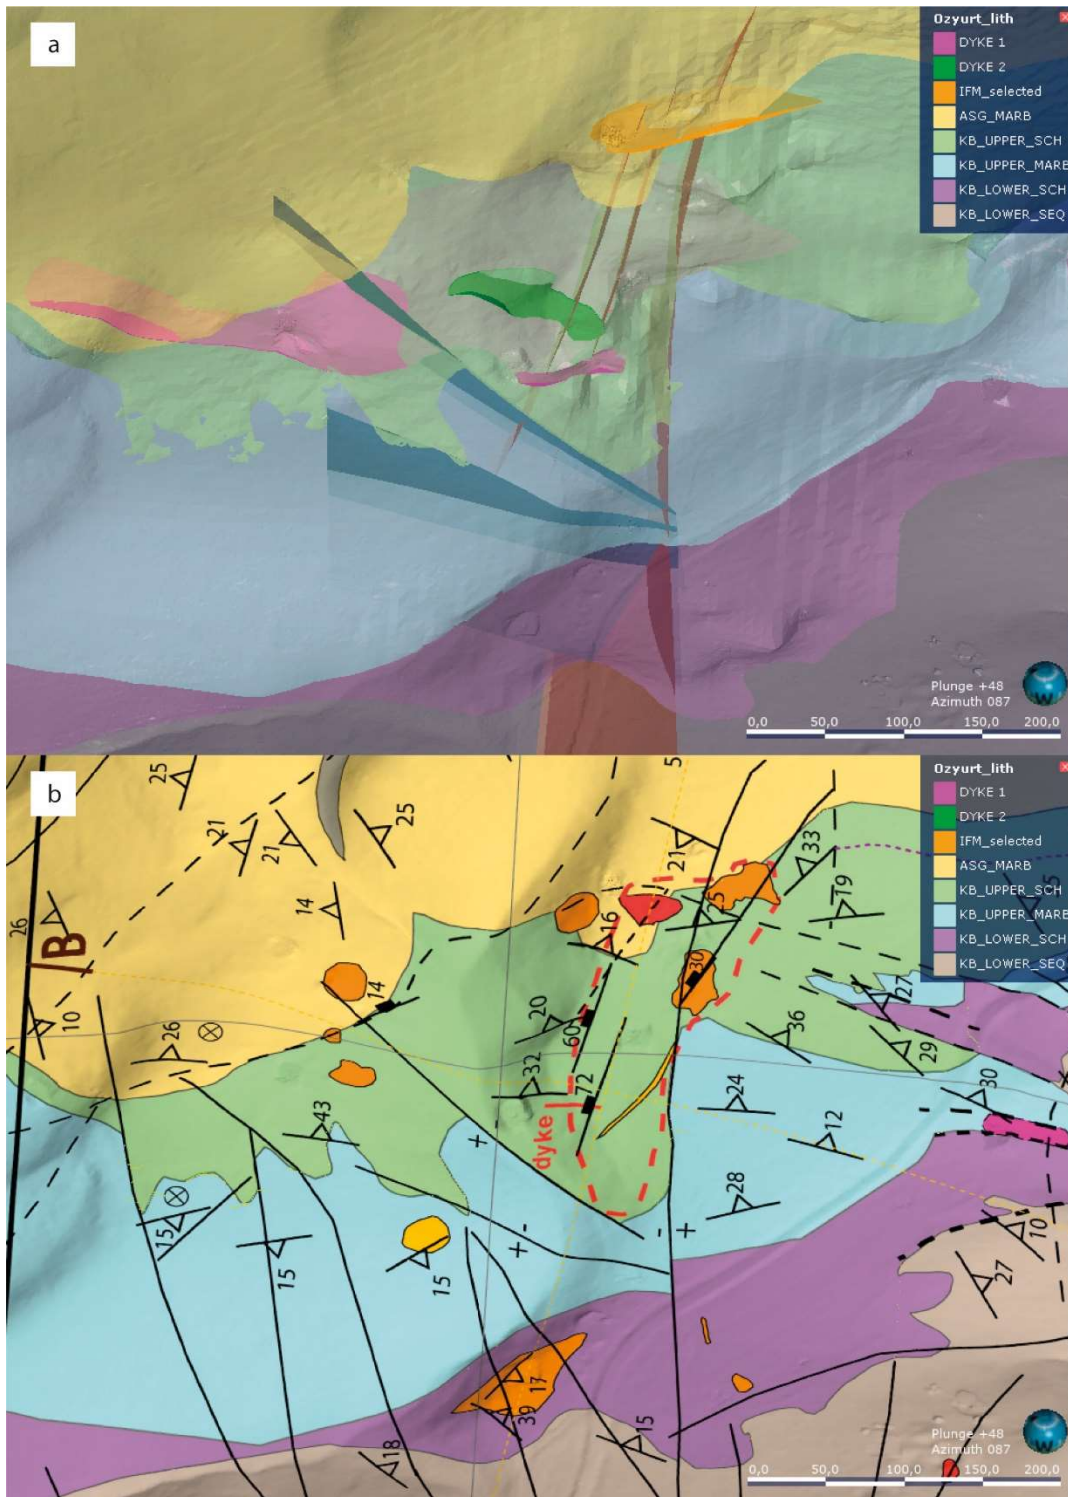 a
Ozyurt_lith
DYKE 1
DYKE 2
IFM_selected
ASG_MARB
KB_UPPER_SCH
KB_UPPER_MARB
KB_LOWER_SCH
KB_LOWER_SEQ
Plunge +48
Azimuth 087
W
0,0 50,0 100,0 150,0 200,0
b
Ozyurt_lith
DYKE 1
DYKE 2
IFM_selected
ASG_MARB
KB_UPPER_SCH
KB_UPPER_MARB
KB_LOWER_SCH
KB_LOWER_SEQ
25
21
21
25
5
21
33
14
26
B
25
19
16
14
30
10
26
20
60
27
36
29
32
72
24
30
43
dyke
12
+ -
28
15
15
15
- +
- +
10
27
17
39
15
18
Plunge +48
Azimuth 087
W
0,0 50,0 100,0 150,0 200,0